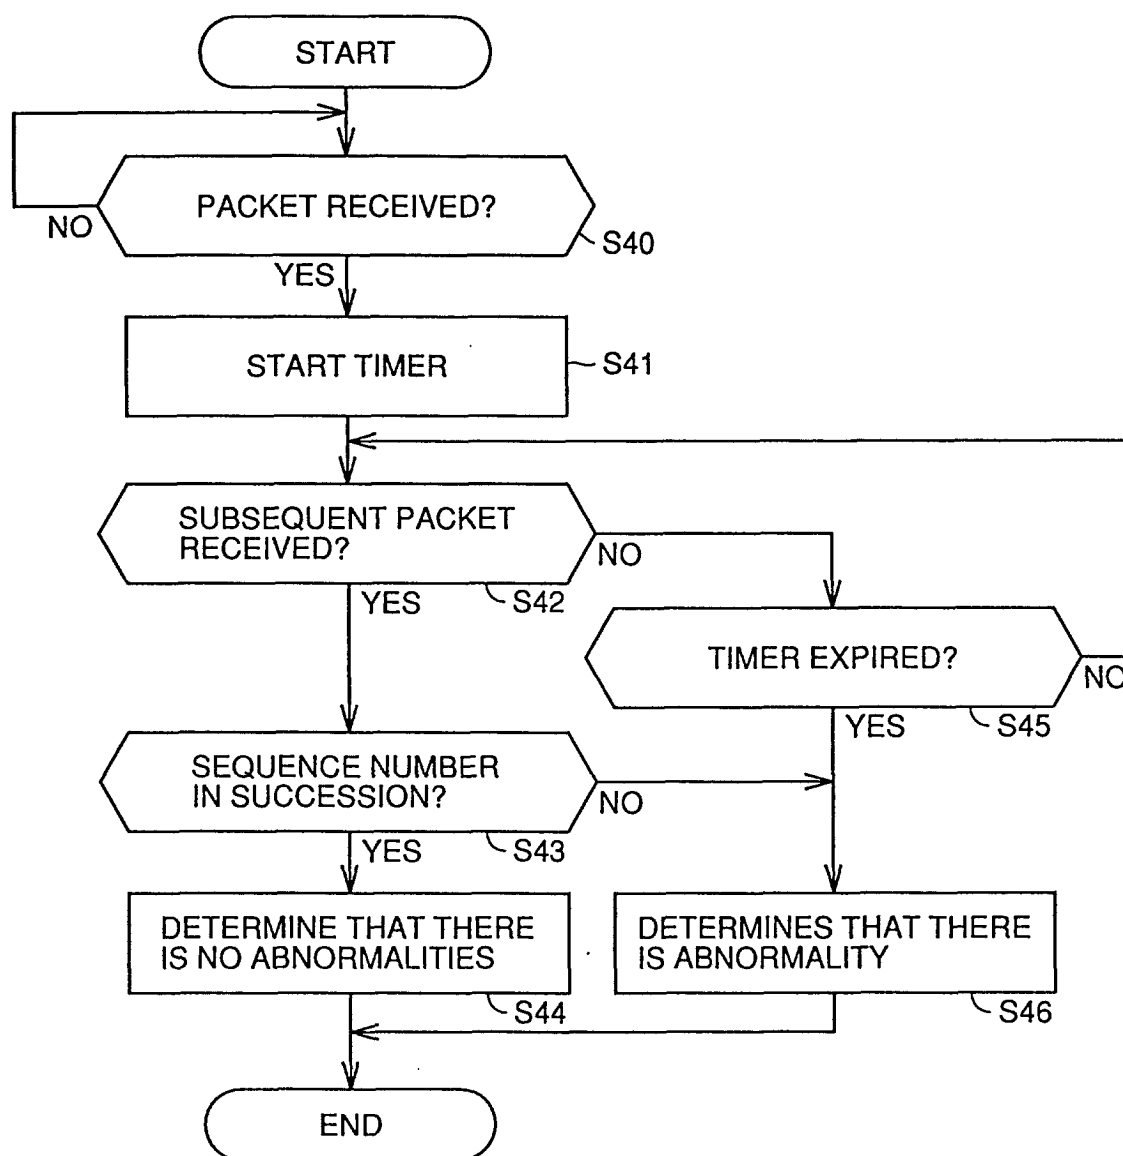 START
PACKET RECEIVED?
NO
S40
YES
START TIMER
S41
SUBSEQUENT PACKET
RECEIVED?
NO
YES
S42
TIMER EXPIRED?
NO
YES
S45
SEQUENCE NUMBER
IN SUCCESSION?
NO
YES
S43
DETERMINE THAT THERE
IS NO ABNORMALITIES
S44
DETERMINES THAT THERE
IS ABNORMALITY
S46
END